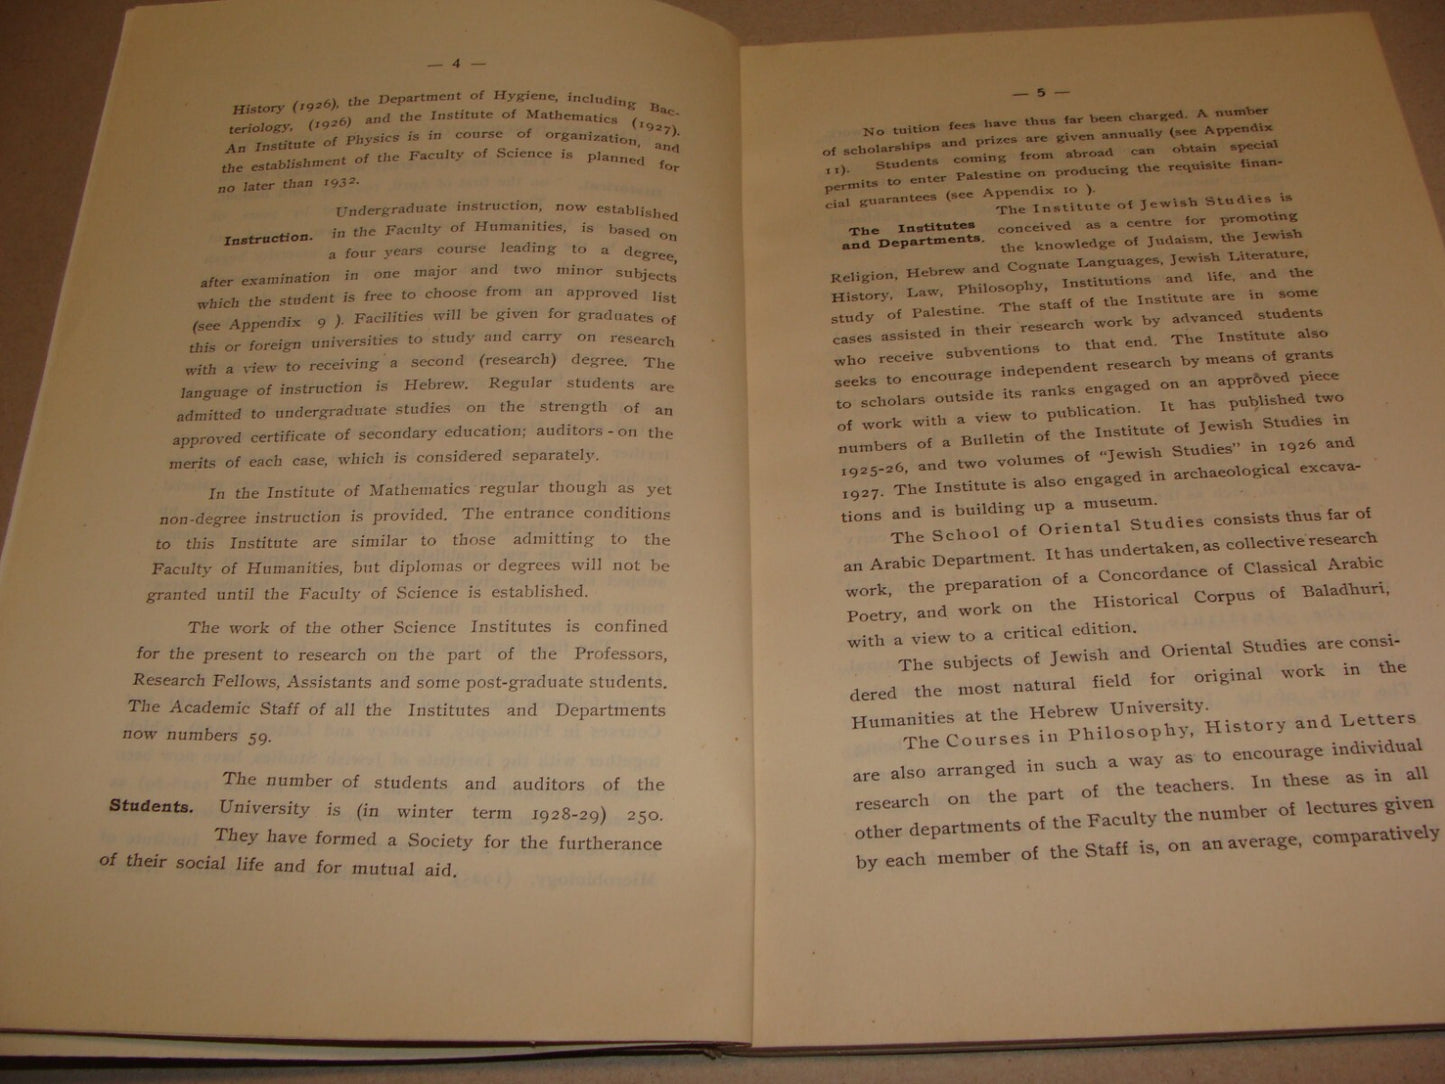 — 4 —
History (1926), the Department of Hygiene, including Bac-
teriology, (1926) and the Institute of Mathematics (1927).
An Institute of Physics is in course of organization, and
the establishment of the Faculty of Science is planned for
no later than 1932.
Undergraduate instruction, now established
Instruction. in the Faculty of Humanities, is based on
a four years course leading to a degree,
after examination in one major and two minor subjects
which the student is free to choose from an approved list
(see Appendix 9 ). Facilities will be given for graduates of
this or foreign universities to study and carry on research
with a view to receiving a second (research) degree. The
language of instruction is Hebrew. Regular students are
admitted to undergraduate studies on the strength of an
approved certificate of secondary education; auditors - on the
merits of each case, which is considered separately.
In the Institute of Mathematics regular though as yet
non-degree instruction is provided. The entrance conditions
to this Institute are similar to those admitting to the
Faculty of Humanities, but diplomas or degrees will not be
granted until the Faculty of Science is established.
The work of the other Science Institutes is confined
for the present to research on the part of the Professors,
Research Fellows, Assistants and some post-graduate students.
The Academic Staff of all the Institutes and Departments
now numbers 59.
The number of students and auditors of the
Students. University is (in winter term 1928-29) 250.
They have formed a Society for the furtherance
of their social life and for mutual aid.
— 5 —
No tuition fees have thus far been charged. A number
of scholarships and prizes are given annually (see Appendix
11). Students coming from abroad can obtain special
permits to enter Palestine on producing the requisite finan-
cial guarantees (see Appendix 10 ).
The Institute of Jewish Studies is
The Institutes conceived as a centre for promoting
and Departments. the knowledge of Judaism, the Jewish
Religion, Hebrew and Cognate Languages, Jewish Literature,
History, Law, Philosophy, Institutions and life, and the
study of Palestine. The staff of the Institute are in some
cases assisted in their research work by advanced students
who receive subventions to that end. The Institute also
seeks to encourage independent research by means of grants
to scholars outside its ranks engaged on an approved piece
of work with a view to publication. It has published two
numbers of a Bulletin of the Institute of Jewish Studies in
1925-26, and two volumes of "Jewish Studies" in 1926 and
1927. The Institute is also engaged in archaeological excava-
tions and is building up a museum.
The School of Oriental Studies consists thus far of
an Arabic Department. It has undertaken, as collective research
work, the preparation of a Concordance of Classical Arabic
Poetry, and work on the Historical Corpus of Baladhuri,
with a view to a critical edition.
The subjects of Jewish and Oriental Studies are consi-
dered the most natural field for original work in the
Humanities at the Hebrew University.
The Courses in Philosophy, History and Letters
are also arranged in such a way as to encourage individual
research on the part of the teachers. In these as in all
other departments of the Faculty the number of lectures given
by each member of the Staff is, on an average, comparatively